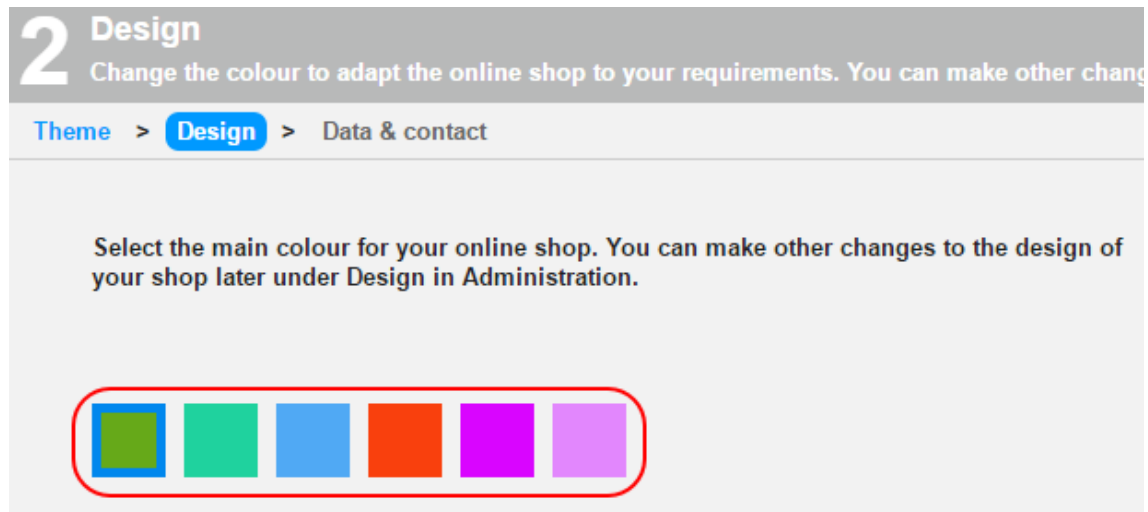 2 Design
Change the colour to adapt the online shop to your requirements. You can make other
Theme > Design > Data & contact
Select the main colour for your online shop. You can make other changes to the design of
your shop later under Design in Administration.